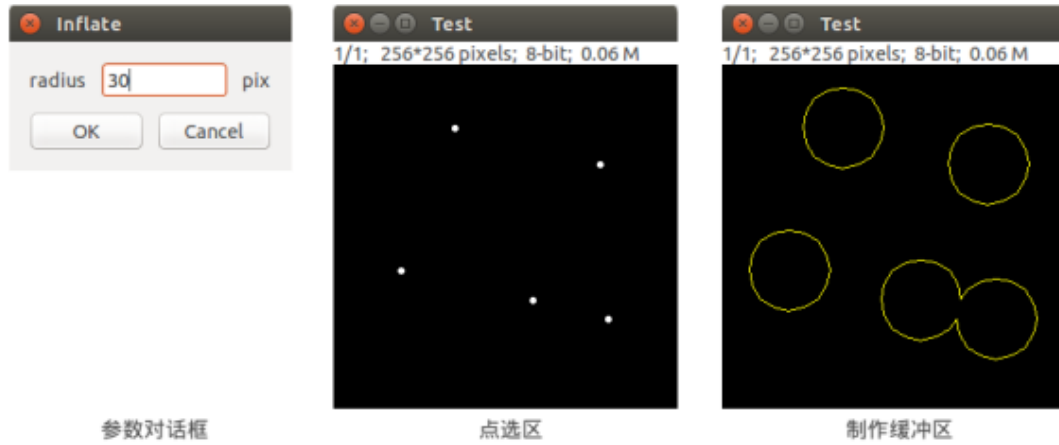 Inflate
radius 30 pix
OK Cancel
参数对话框
Test
1/1; 256*256 pixels; 8-bit; 0.06 M
点选区
Test
1/1; 256*256 pixels; 8-bit; 0.06 M
制作缓冲区